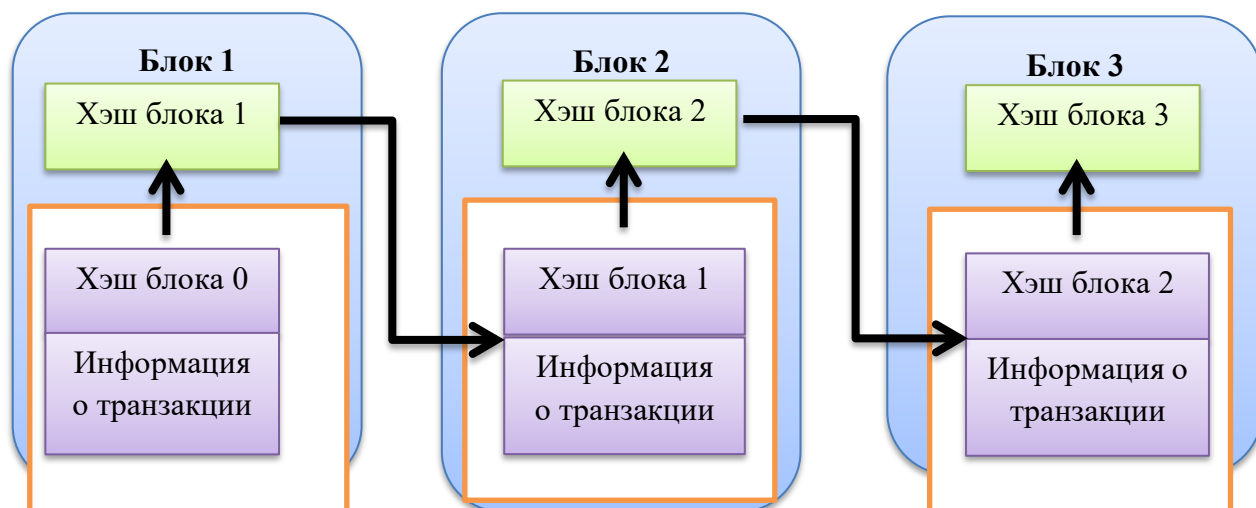 Блок 1
Хэш блока 1
Хэш блока 0
Информация
о транзакции
Блок 2
Хэш блока 2
Хэш блока 1
Информация
о транзакции
Блок 3
Хэш блока 3
Хэш блока 2
Информация о
транзакции